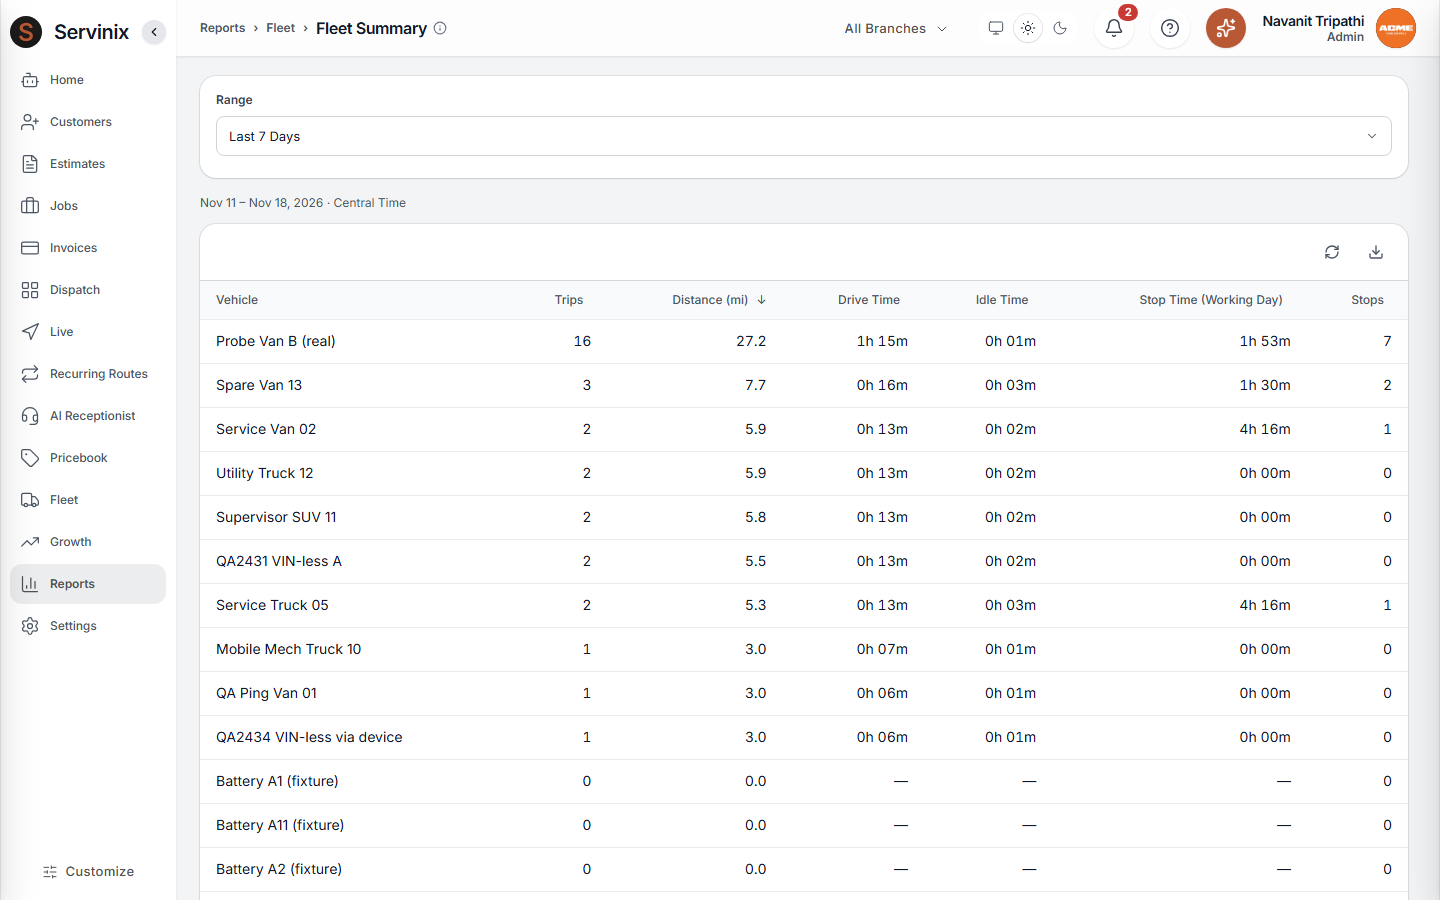 Servinix
Home
Customers
Estimates
Jobs
Invoices
Dispatch
Live
Recurring Routes
AI Receptionist
Pricebook
Fleet
Growth
Reports
Settings
Customize
Reports › Fleet › Fleet Summary
All Branches
2
Navanit Tripathi
Admin
ACME
Range
Last 7 Days
Nov 11 – Nov 18, 2026 · Central Time
Vehicle Trips Distance (mi) ↓ Drive Time Idle Time Stop Time (Working Day) Stops
Probe Van B (real) 16 27.2 1h 15m 0h 01m 1h 53m 7
Spare Van 13 3 7.7 0h 16m 0h 03m 1h 30m 2
Service Van 02 2 5.9 0h 13m 0h 02m 4h 16m 1
Utility Truck 12 2 5.9 0h 13m 0h 02m 0h 00m 0
Supervisor SUV 11 2 5.8 0h 13m 0h 02m 0h 00m 0
QA2431 VIN-less A 2 5.5 0h 13m 0h 02m 0h 00m 0
Service Truck 05 2 5.3 0h 13m 0h 03m 4h 16m 1
Mobile Mech Truck 10 1 3.0 0h 07m 0h 01m 0h 00m 0
QA Ping Van 01 1 3.0 0h 06m 0h 01m 0h 00m 0
QA2434 VIN-less via device 1 3.0 0h 06m 0h 01m 0h 00m 0
Battery A1 (fixture) 0 0.0 — — — 0
Battery A11 (fixture) 0 0.0 — — — 0
Battery A2 (fixture) 0 0.0 — — — 0